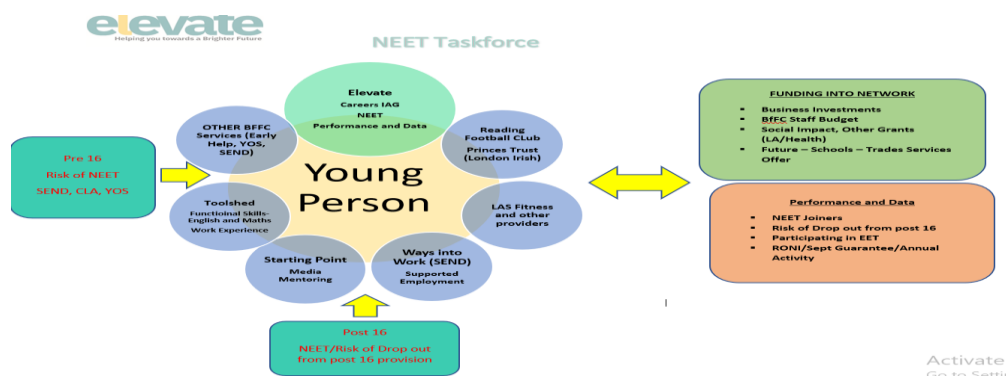 elevate
Helping you towards a Brighter Future
NEET Taskforce
Elevate
Careers IAG
NEET
Performance and Data
OTHER BFFC
Services (Early
Help, YOS,
SEND)
Reading
Football CLub
Princes Trust
(London Irish)
Pre 16
Risk of NEET
SEND, CLA, YOS
Young
Person
Toolshed
Functioinal Skills-
English and Maths
Work Experience
LAS Fitness
and other
providers
Starting Point
Media
Mentoring
Ways into
Work (SEND)
Supported
Employment
Post 16
NEET/Risk of Drop out
from post 16 provision
FUNDING INTO NETWORK
▪ Business Investments
▪ BfFC Staff Budget
▪ Social Impact, Other Grants
(LA/Health)
▪ Future – Schools – Trades Services
Offer
Performance and Data
▪ NEET Joiners
▪ Risk of Drop out from post 16
▪ Participating in EET
▪ RONI/Sept Guarantee/Annual
Activity
Activate
Go to Setti